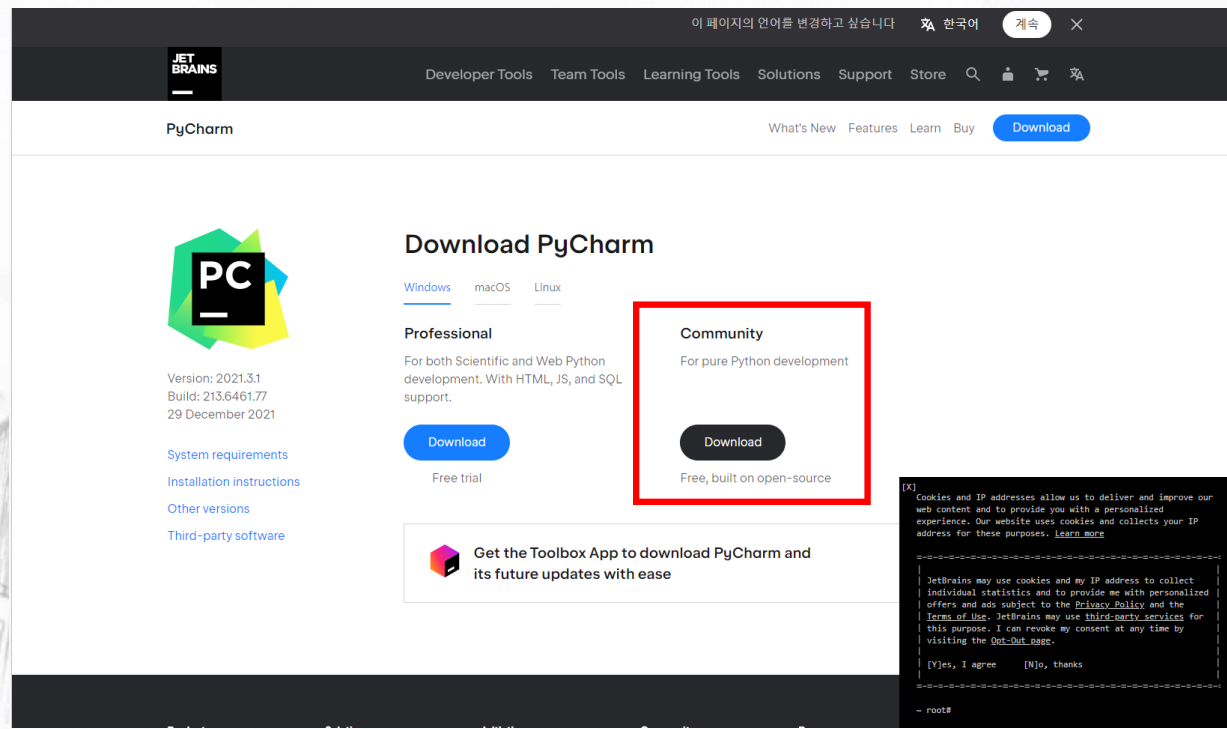 이 페이지의 언어를 변경하고 싶습니다 한국어 계속
JET
BRAINS
Developer Tools Team Tools Learning Tools Solutions Support Store
PyCharm
What's New Features Learn Buy Download
PC
Version: 2021.3.1
Build: 213.6461.77
29 December 2021
System requirements
Installation instructions
Other versions
Third-party software
Download PyCharm
Windows macOS Linux
Professional
For both Scientific and Web Python
development. With HTML, JS, and SQL
support.
Download
Free trial
Community
For pure Python development
Download
Free, built on open-source
Get the Toolbox App to download PyCharm and
its future updates with ease
[X]
Cookies and IP addresses allow us to deliver and improve our
web content and to provide you with a personalized
experience. Our website uses cookies and collects your IP
address for these purposes. Learn more
JetBrains may use cookies and my IP address to collect
individual statistics and to provide me with personalized
offers and ads subject to the Privacy Policy and the
Terms of Use. JetBrains may use third-party services for
this purpose. I can revoke my consent at any time by
visiting the Opt-Out page.
[Y]es, I agree [N]o, thanks
~ root#